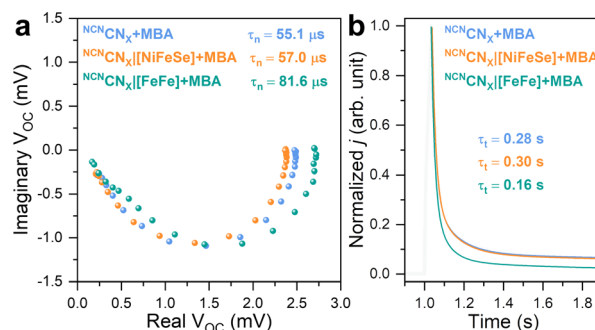 a
NCNCNX+MBA τn = 55.1 μs
NCNCNX|[NiFeSe]+MBA τn = 57.0 μs
NCNCNX|[FeFe]+MBA τn = 81.6 μs
1.5
1.0
0.5
0.0
-0.5
-1.0
-1.5
Imaginary VOC (mV)
0.0 0.5 1.0 1.5 2.0 2.5 3.0
Real VOC (mV)
b
NCNCNX+MBA
NCNCNX|[NiFeSe]+MBA
NCNCNX|[FeFe]+MBA
τt = 0.28 s
τt = 0.30 s
τt = 0.16 s
1.0
0.8
0.6
0.4
0.2
0.0
Normalized j (arb. unit)
1.0 1.2 1.4 1.6 1.8
Time (s)